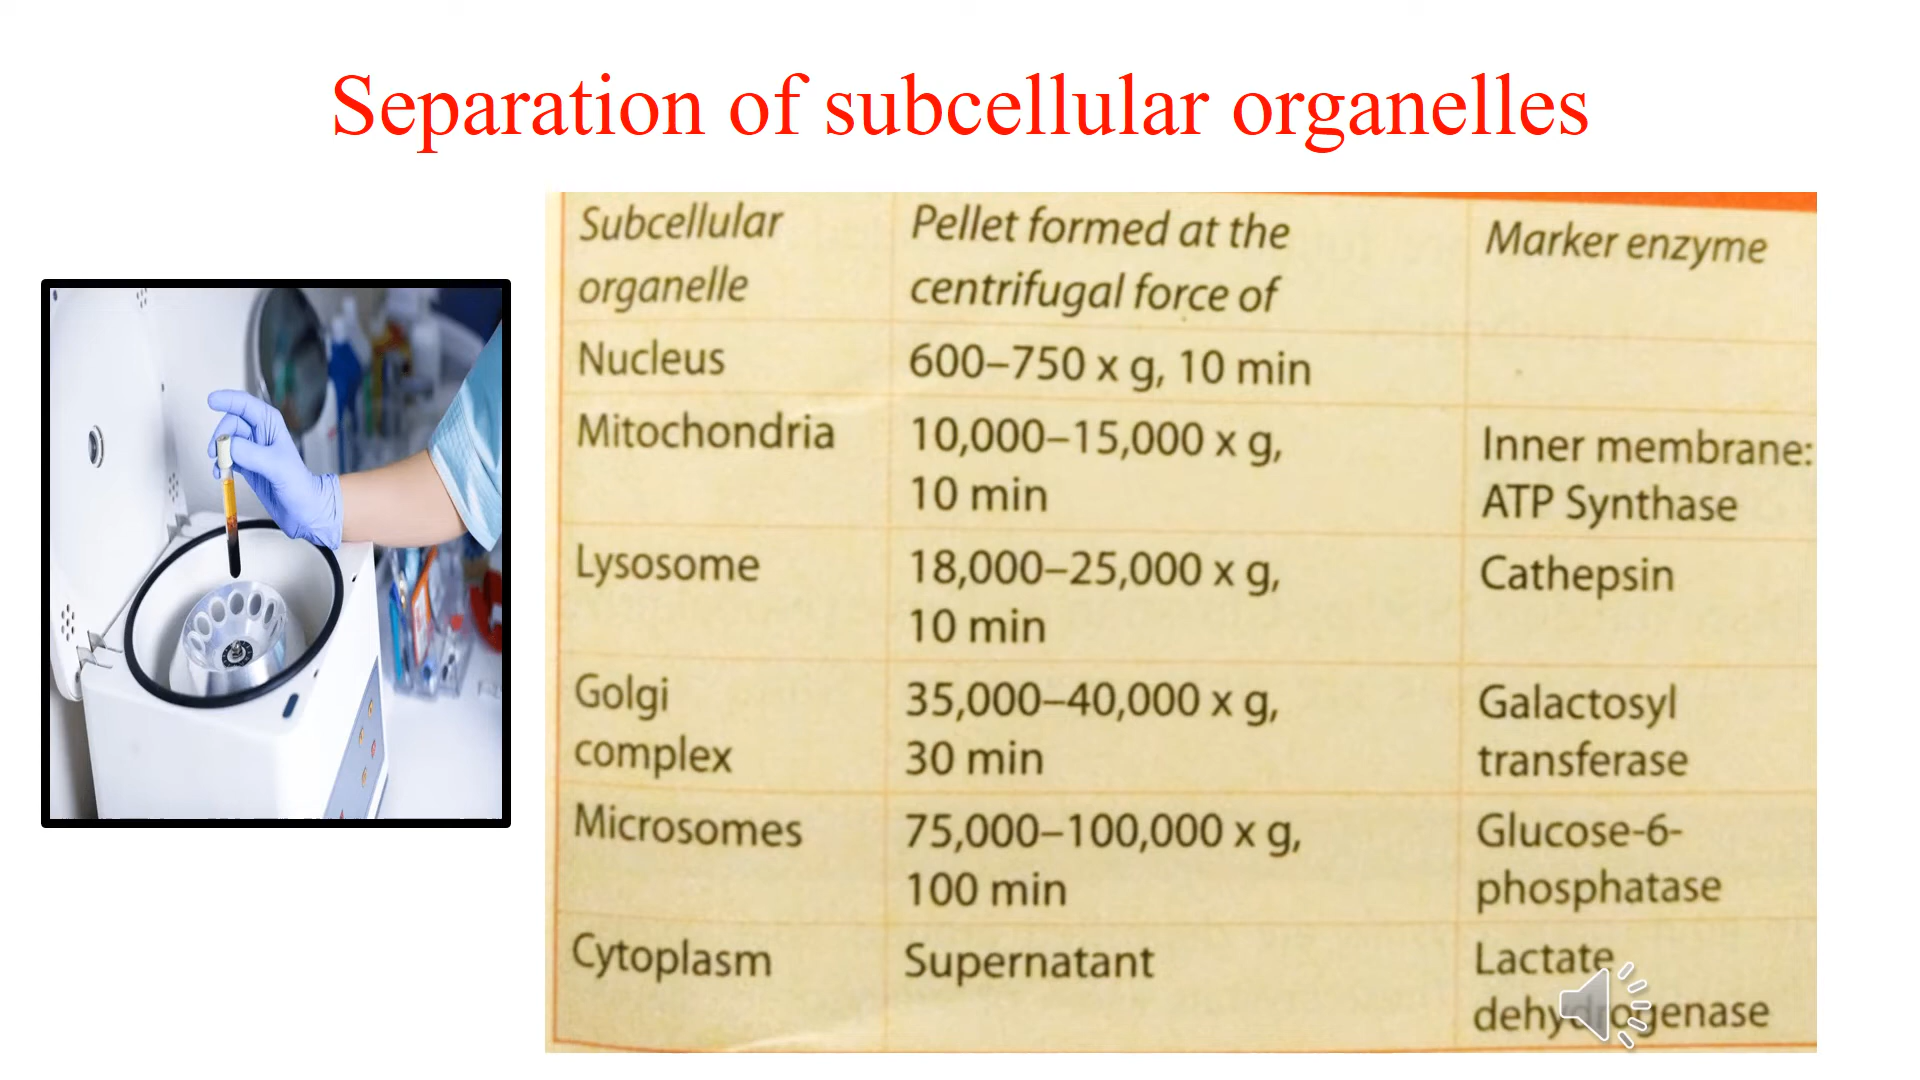 Separation of subcellular organelles
Subcellular organelle
Pellet formed at the centrifugal force of
Marker enzyme
Nucleus
600–750 x g, 10 min
Mitochondria
10,000–15,000 x g,
10 min
Inner membrane:
ATP Synthase
Lysosome
18,000–25,000 x g,
10 min
Cathepsin
Golgi
complex
35,000–40,000 x g,
30 min
Galactosyl
transferase
Microsomes
75,000–100,000 x g,
100 min
Glucose-6-
phosphatase
Cytoplasm
Supernatant
Lactate
dehydrogenase